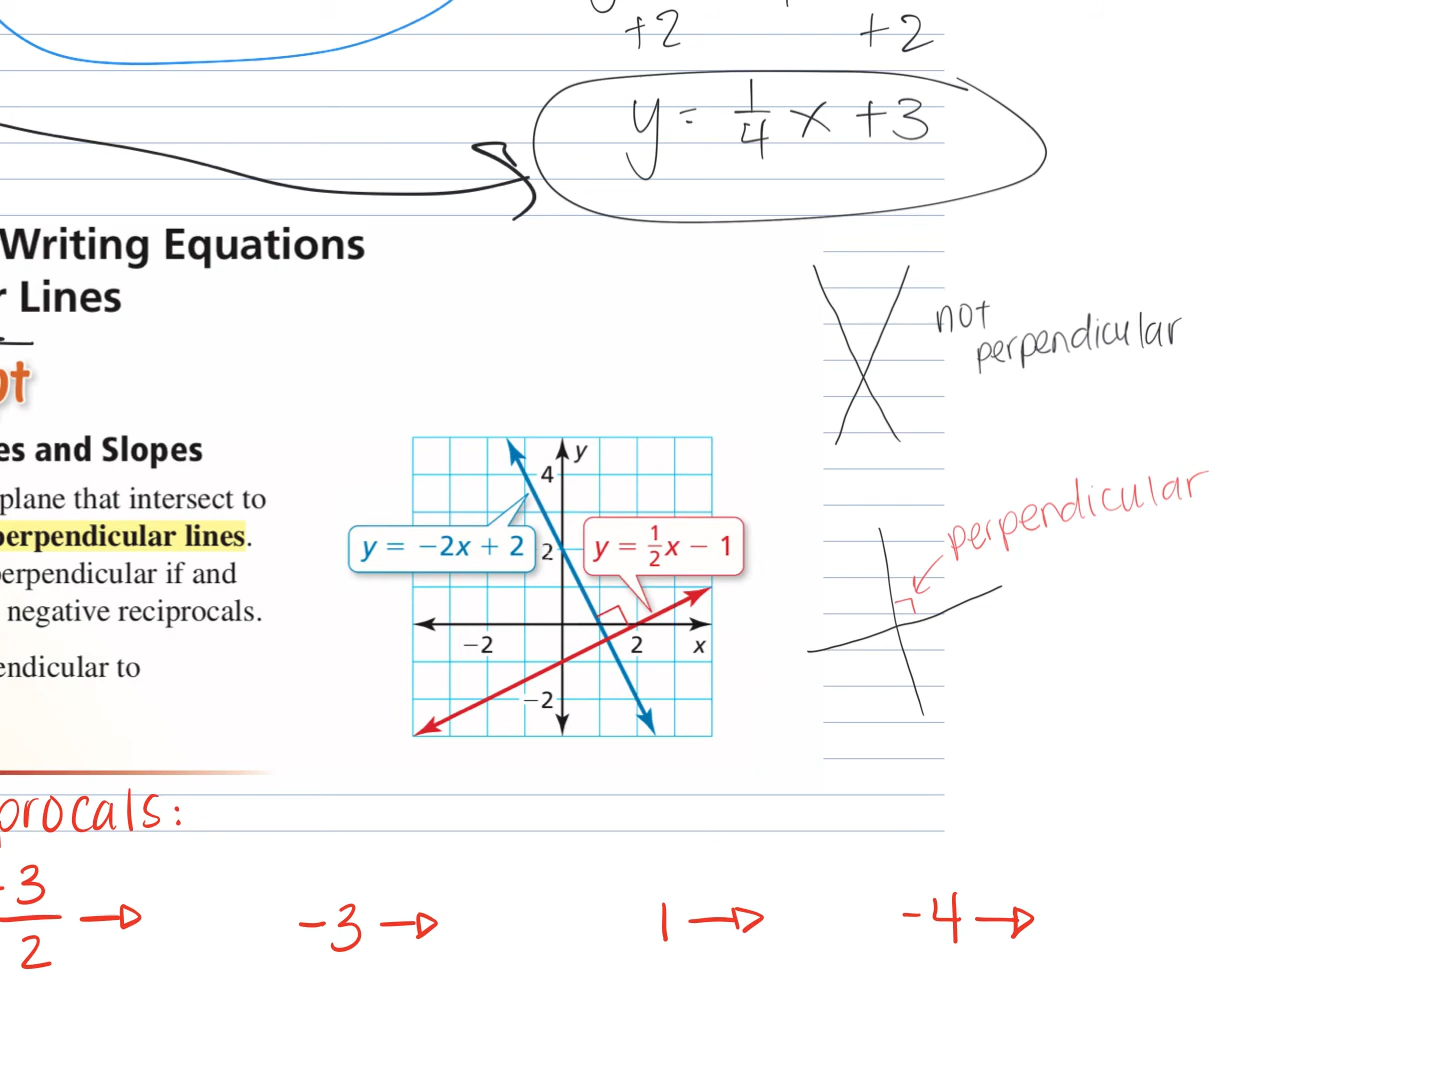 +2 +2
y = 1/4 x + 3
Writing Equations
r Lines
not
perpendicular
pt
es and Slopes
plane that intersect to
perpendicular lines.
erpendicular if and
negative reciprocals.
endicular to
y
4
y = −2x + 2
2
y = 1/2 x − 1
−2
2
x
−2
perpendicular
procals:
-3/2 → -3 → 1 → -4 →